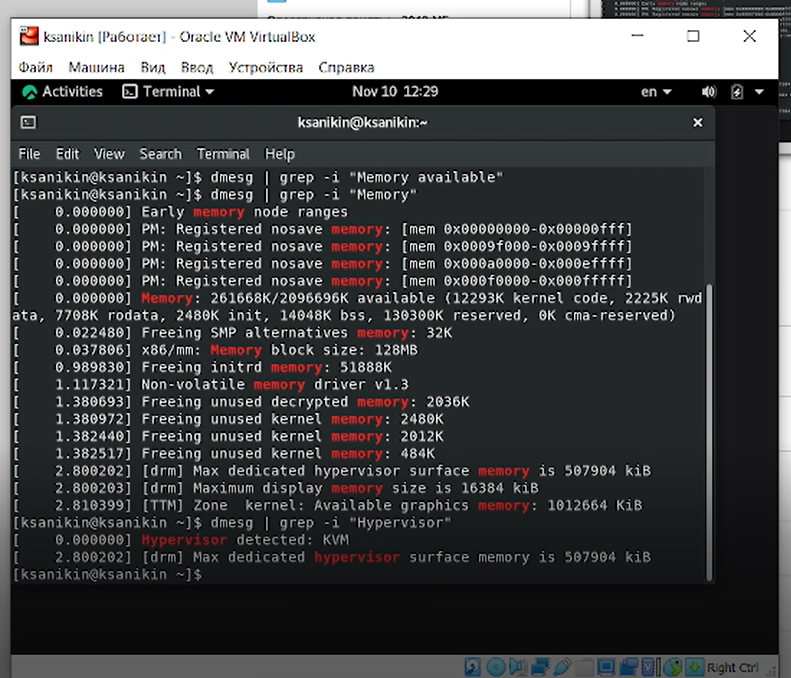 ksanikin [Работает] - Oracle VM VirtualBox
Файл Машина Вид Ввод Устройства Справка
Activities Terminal Nov 10 12:29 en
ksanikin@ksanikin:~
File Edit View Search Terminal Help
[ksanikin@ksanikin ~]$ dmesg | grep -i "Memory available"
[ksanikin@ksanikin ~]$ dmesg | grep -i "Memory"
[    0.000000] Early memory node ranges
[    0.000000] PM: Registered nosave memory: [mem 0x00000000-0x00000fff]
[    0.000000] PM: Registered nosave memory: [mem 0x0009f000-0x0009ffff]
[    0.000000] PM: Registered nosave memory: [mem 0x000a0000-0x000effff]
[    0.000000] PM: Registered nosave memory: [mem 0x000f0000-0x000fffff]
[    0.000000] Memory: 261668K/2096696K available (12293K kernel code, 2225K rwd
ata, 7708K rodata, 2480K init, 14048K bss, 130300K reserved, 0K cma-reserved)
[    0.022480] Freeing SMP alternatives memory: 32K
[    0.037806] x86/mm: Memory block size: 128MB
[    0.989830] Freeing initrd memory: 51888K
[    1.117321] Non-volatile memory driver v1.3
[    1.380693] Freeing unused decrypted memory: 2036K
[    1.380972] Freeing unused kernel memory: 2480K
[    1.382440] Freeing unused kernel memory: 2012K
[    1.382517] Freeing unused kernel memory: 484K
[    2.800202] [drm] Max dedicated hypervisor surface memory is 507904 kiB
[    2.800203] [drm] Maximum display memory size is 16384 kiB
[    2.810399] [TTM] Zone  kernel: Available graphics memory: 1012664 KiB
[ksanikin@ksanikin ~]$ dmesg | grep -i "Hypervisor"
[    0.000000] Hypervisor detected: KVM
[    2.800202] [drm] Max dedicated hypervisor surface memory is 507904 kiB
[ksanikin@ksanikin ~]$
Right Ctrl